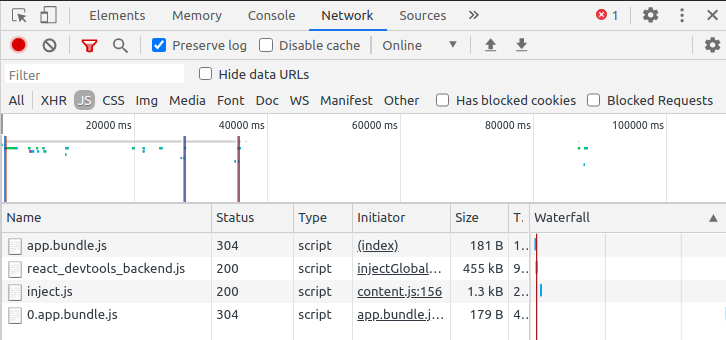 Elements Memory Console Network Sources » 1
Preserve log Disable cache Online
Filter Hide data URLs
All XHR JS CSS Img Media Font Doc WS Manifest Other Has blocked cookies Blocked Requests
20000 ms 40000 ms 60000 ms 80000 ms 100000 ms
Name Status Type Initiator Size T. Waterfall
app.bundle.js 304 script (index) 181 B 1..
react_devtools_backend.js 200 script injectGlobal… 455 kB 9..
inject.js 200 script content.js:156 1.3 kB 2..
0.app.bundle.js 304 script app.bundle.j… 179 B 4..